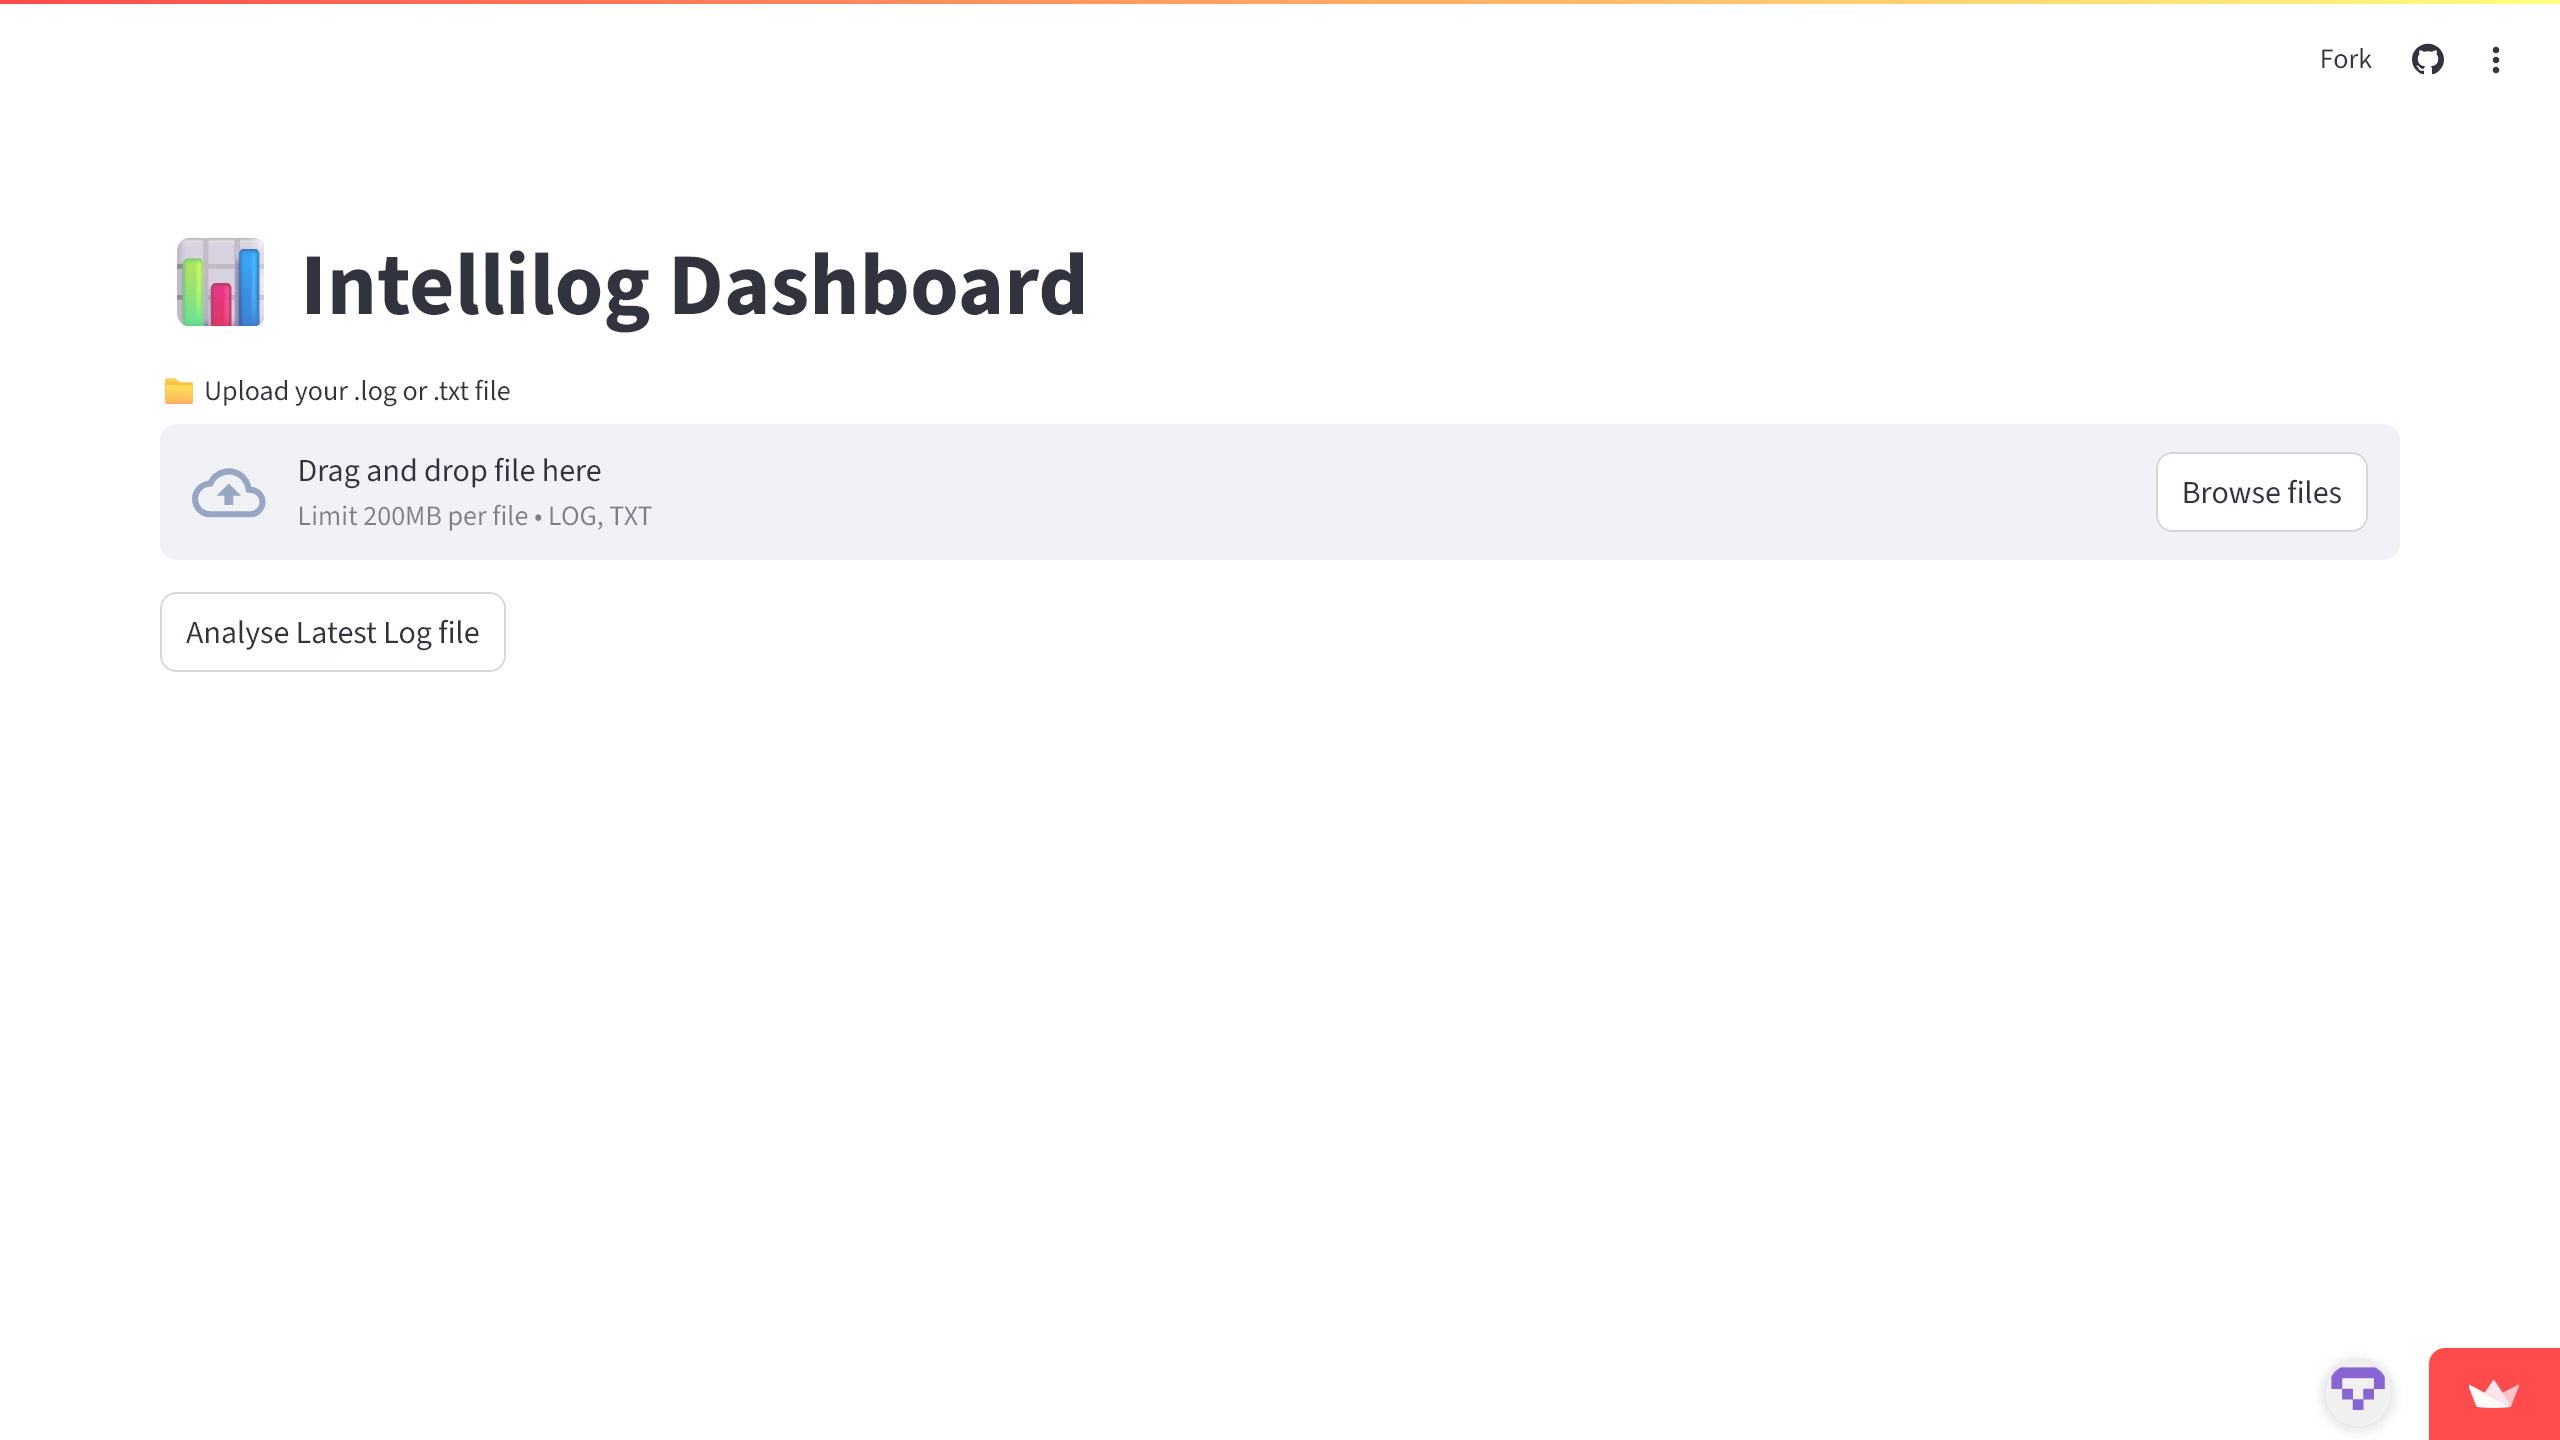 Fork
Intellilog Dashboard
Upload your .log or .txt file
Drag and drop file here
Limit 200MB per file • LOG, TXT
Browse files
Analyse Latest Log file